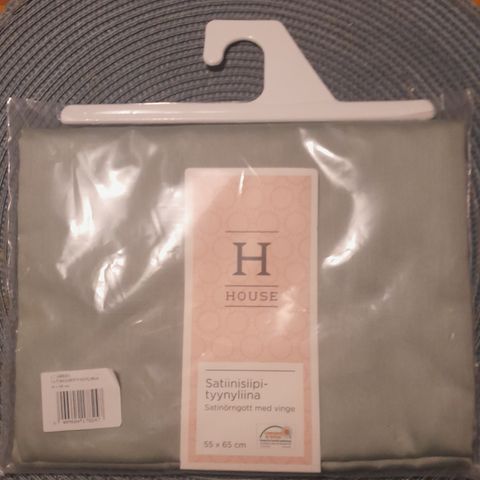 H
HOUSE
Satiinisiipi-
tyynyliina
Satinörngott med vinge
55 x 65 cm